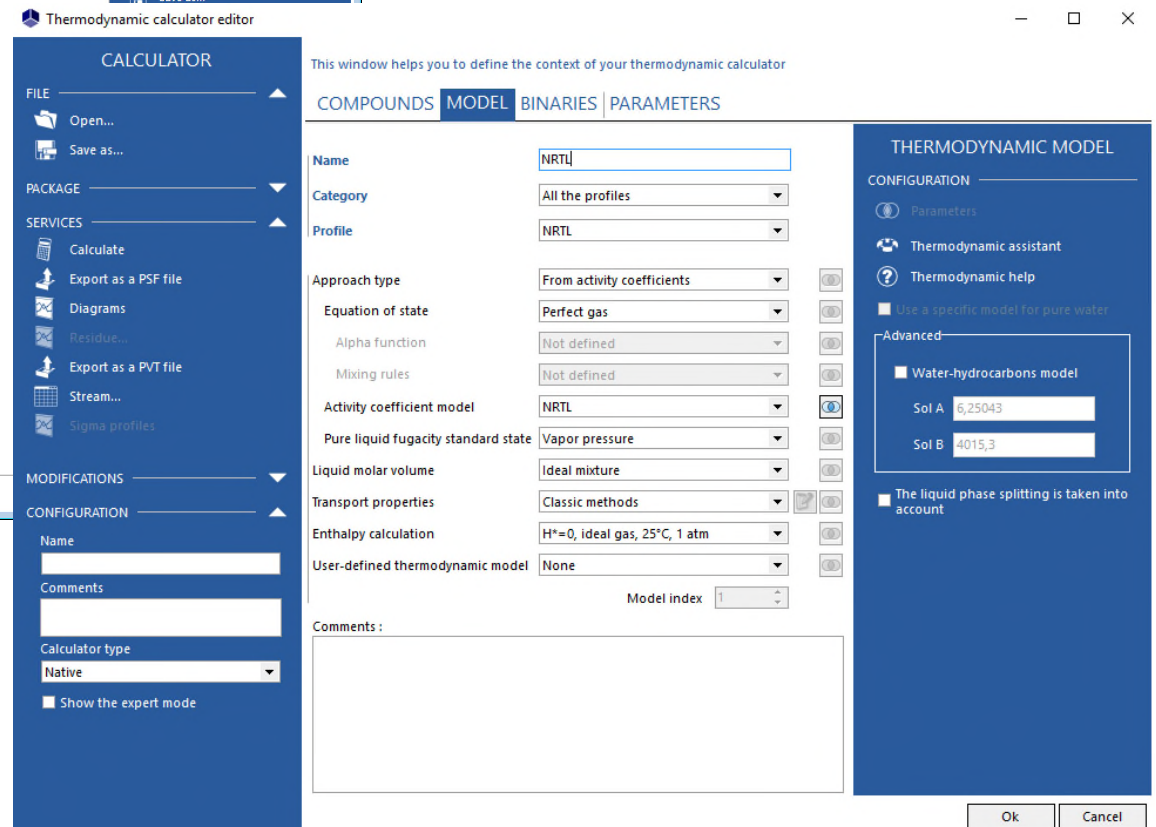 Save as...
Thermodynamic calculator editor
CALCULATOR
FILE
Open...
Save as...
PACKAGE
SERVICES
Calculate
Export as a PSF file
Diagrams
Residue...
Export as a PVT file
Stream...
Sigma profiles
MODIFICATIONS
CONFIGURATION
Name
Comments
Calculator type
Native
Show the expert mode
This window helps you to define the context of your thermodynamic calculator
COMPOUNDS MODEL BINARIES PARAMETERS
Name NRTL
Category All the profiles
Profile NRTL
Approach type From activity coefficients
Equation of state Perfect gas
Alpha function Not defined
Mixing rules Not defined
Activity coefficient model NRTL
Pure liquid fugacity standard state Vapor pressure
Liquid molar volume Ideal mixture
Transport properties Classic methods
Enthalpy calculation H*=0, ideal gas, 25°C, 1 atm
User-defined thermodynamic model None
Model index 1
Comments :
THERMODYNAMIC MODEL
CONFIGURATION
Parameters
Thermodynamic assistant
Thermodynamic help
Use a specific model for pure water
Advanced
Water-hydrocarbons model
Sol A 6,25043
Sol B 4015,3
The liquid phase splitting is taken into
account
Ok Cancel